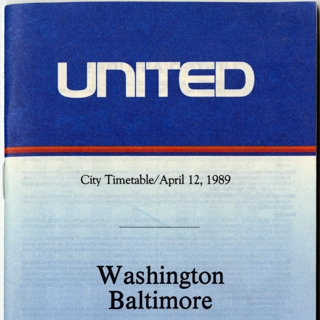 UNITED
City Timetable/April 12, 1989
Washington
Baltimore